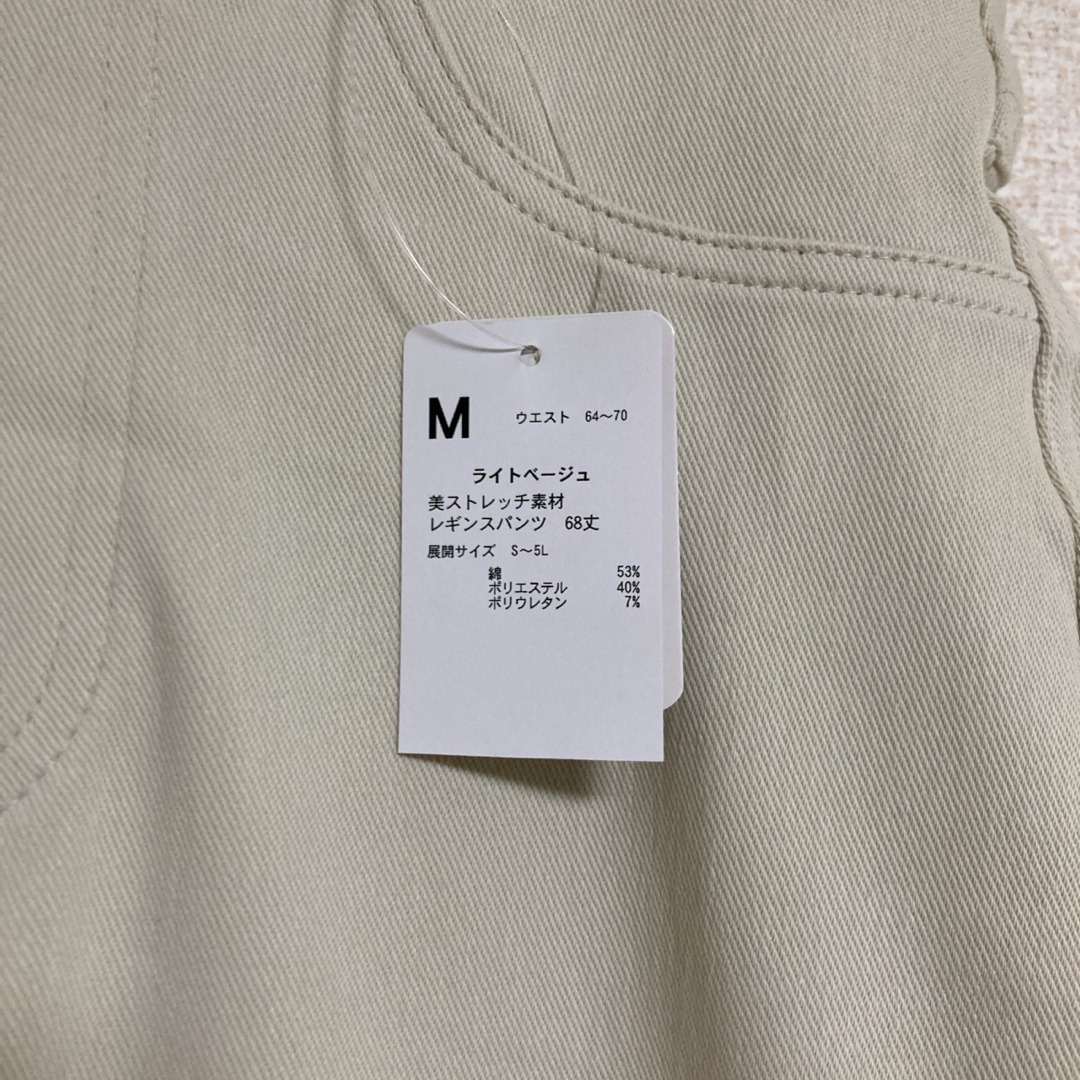 M ウエスト 64〜70
ライトベージュ
美ストレッチ素材
レギンスパンツ 68丈
展開サイズ S〜5L
綿 53%
ポリエステル 40%
ポリウレタン 7%